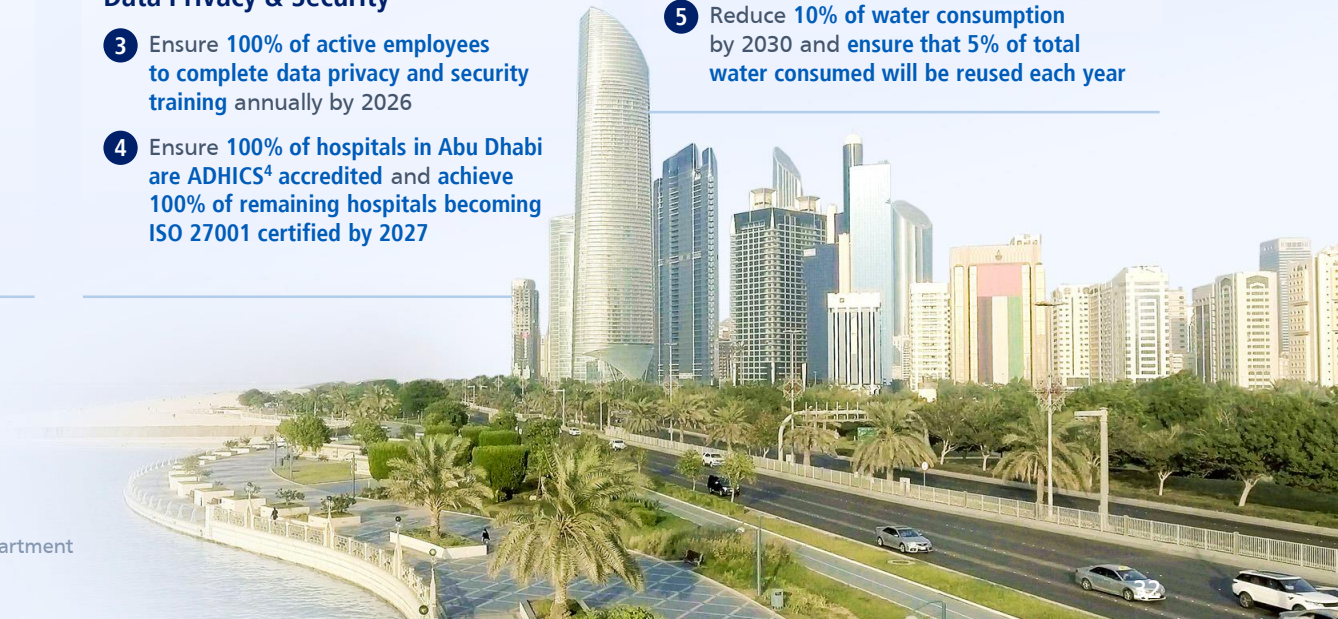 Data Privacy & Security
3 Ensure 100% of active employees
to complete data privacy and security
training annually by 2026
4 Ensure 100% of hospitals in Abu Dhabi
are ADHICS⁴ accredited and achieve
100% of remaining hospitals becoming
ISO 27001 certified by 2027
5 Reduce 10% of water consumption
by 2030 and ensure that 5% of total
water consumed will be reused each year
artment
32